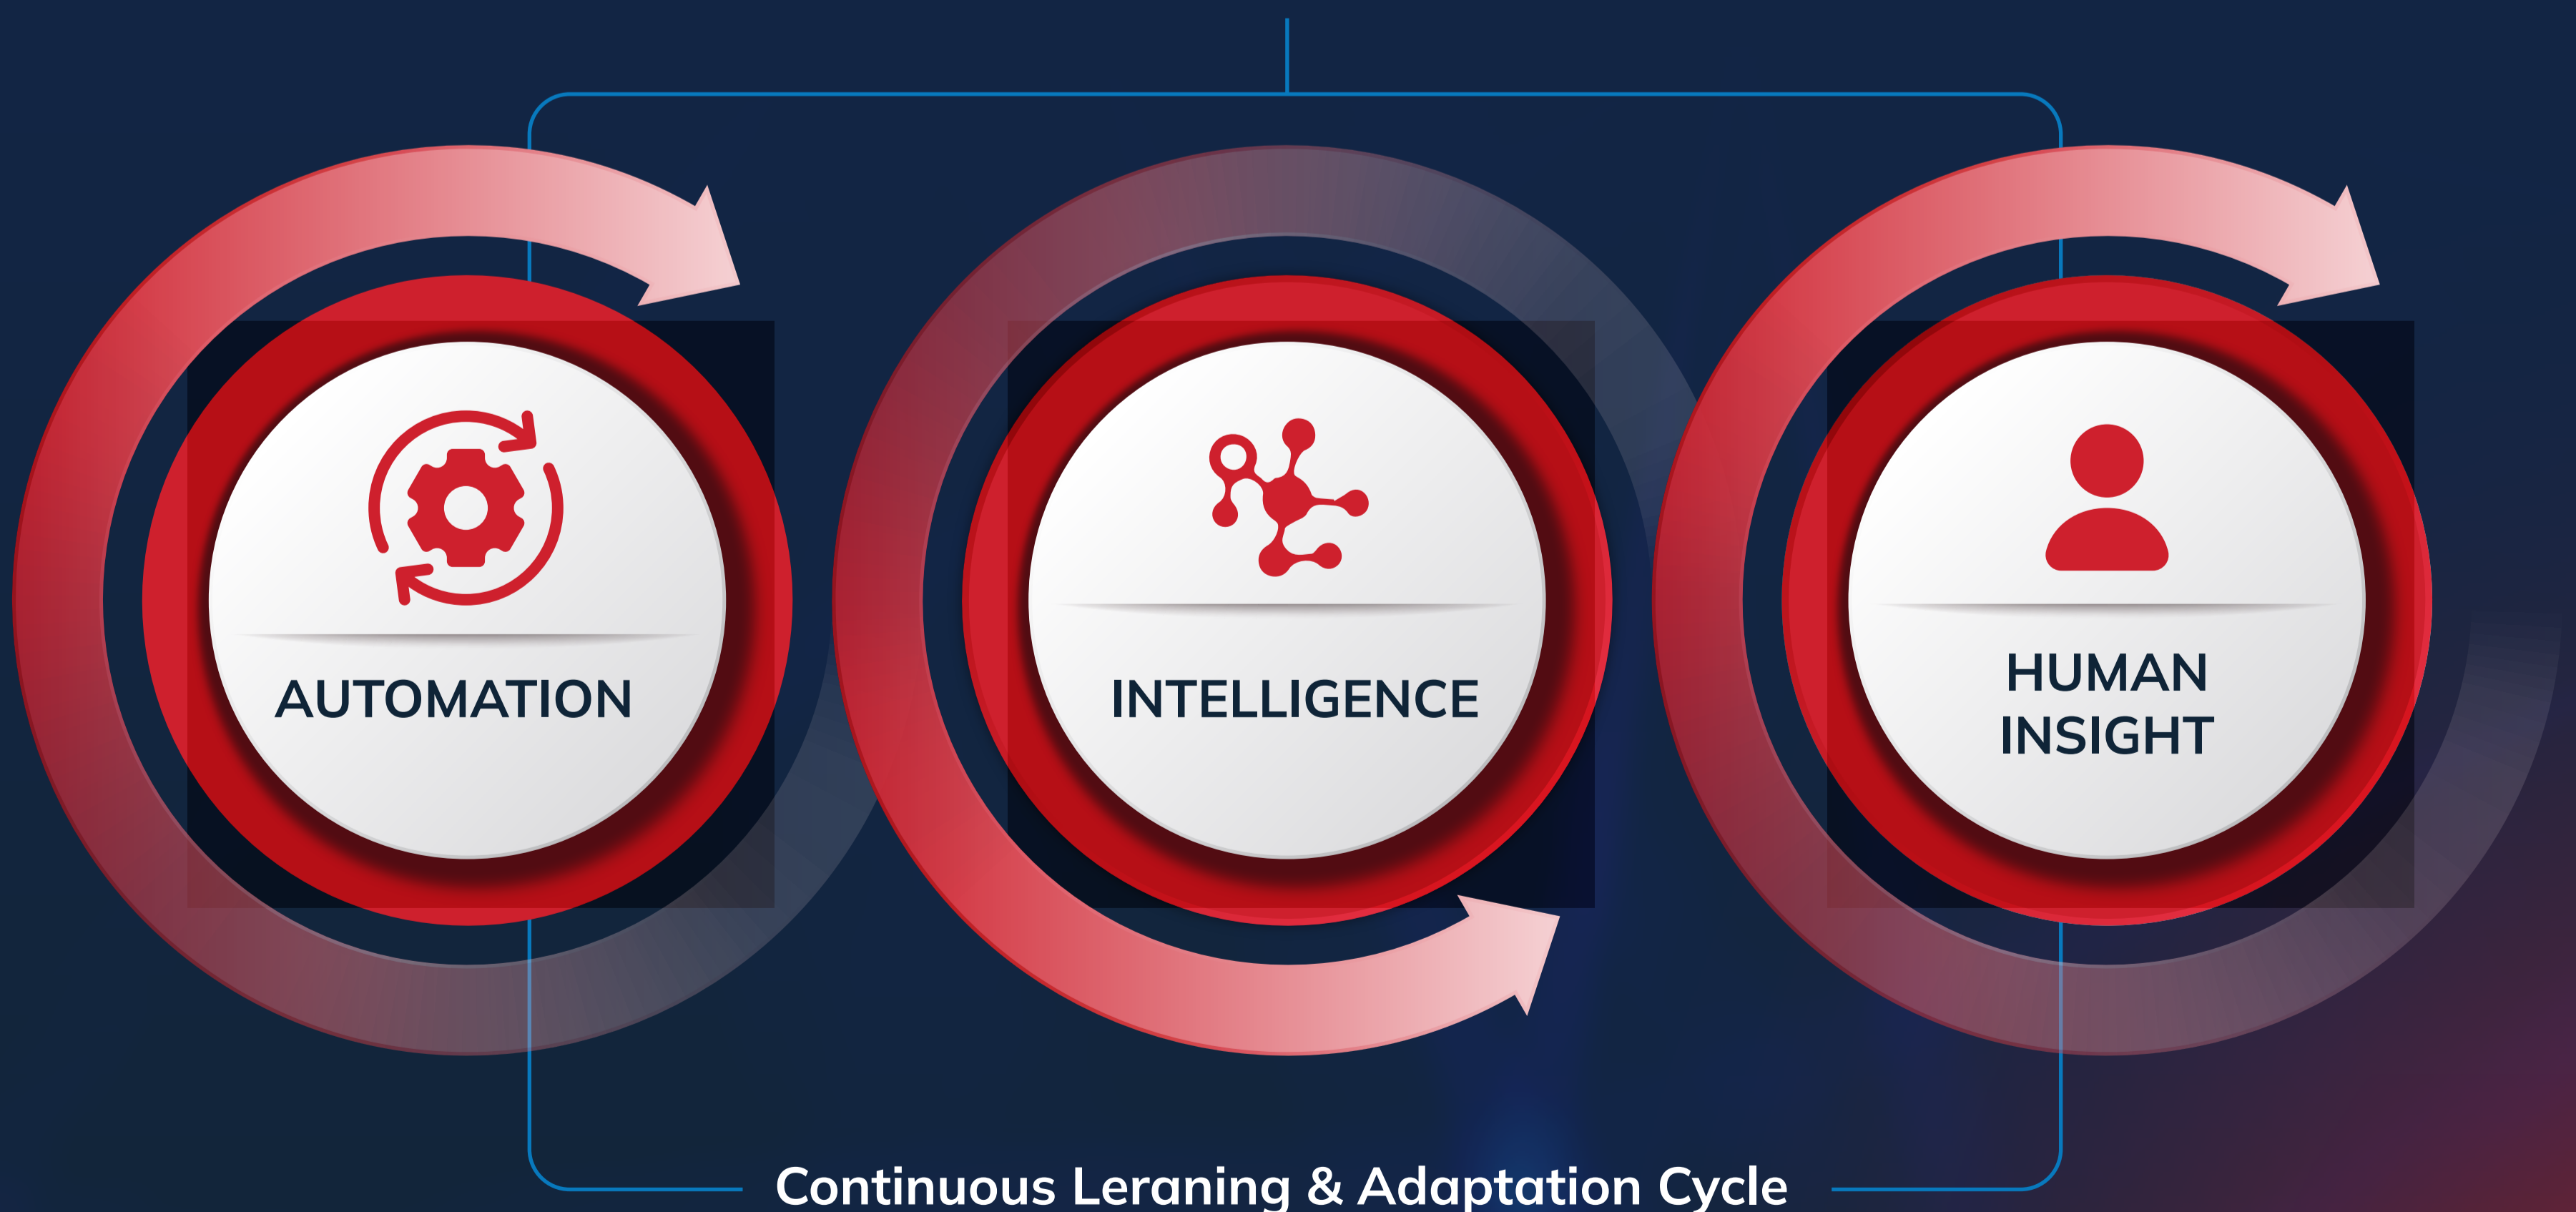 AUTOMATION
INTELLIGENCE
HUMAN
INSIGHT
Continuous Leraning & Adaptation Cycle